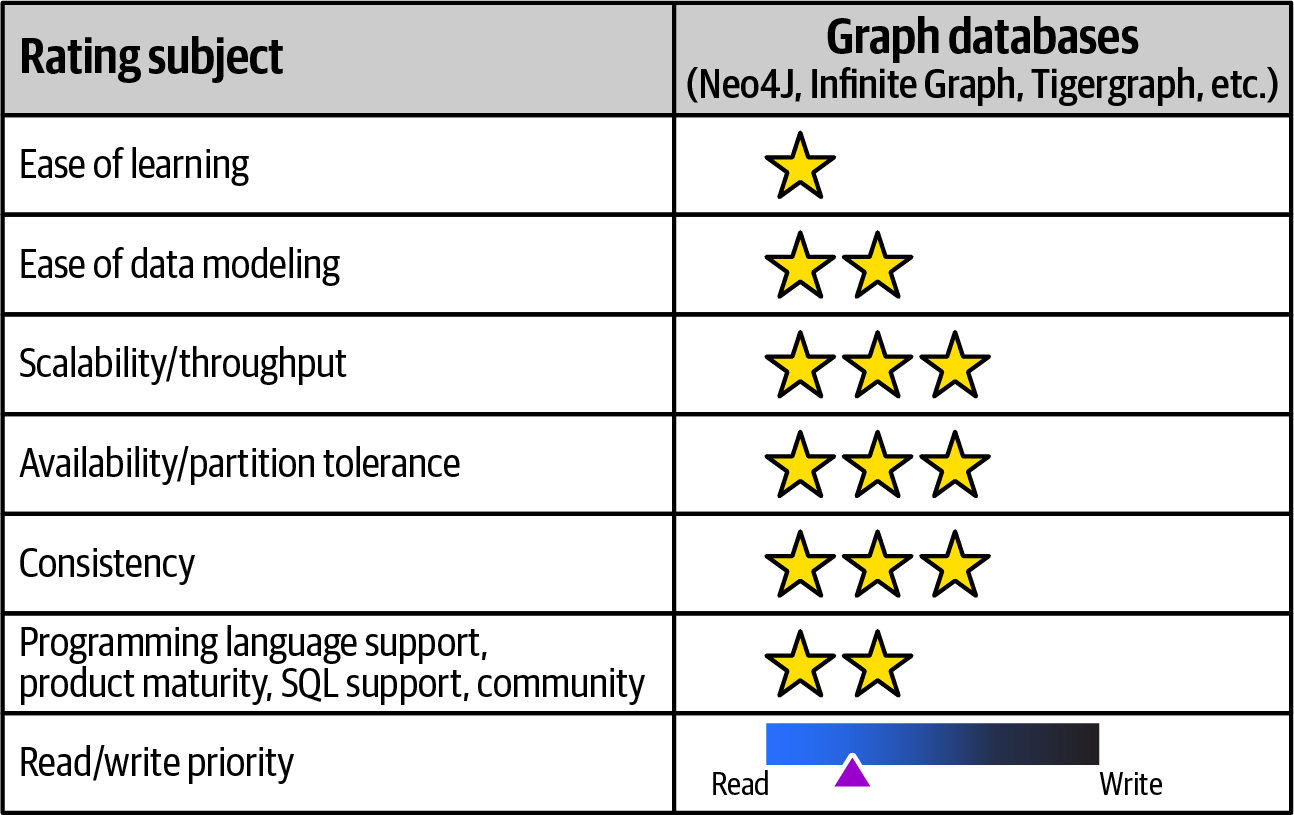 Rating subject
Graph databases
(Neo4J, Infinite Graph, Tigergraph, etc.)
Ease of learning
Ease of data modeling
Scalability/throughput
Availability/partition tolerance
Consistency
Programming language support,
product maturity, SQL support, community
Read/write priority
Read
Write